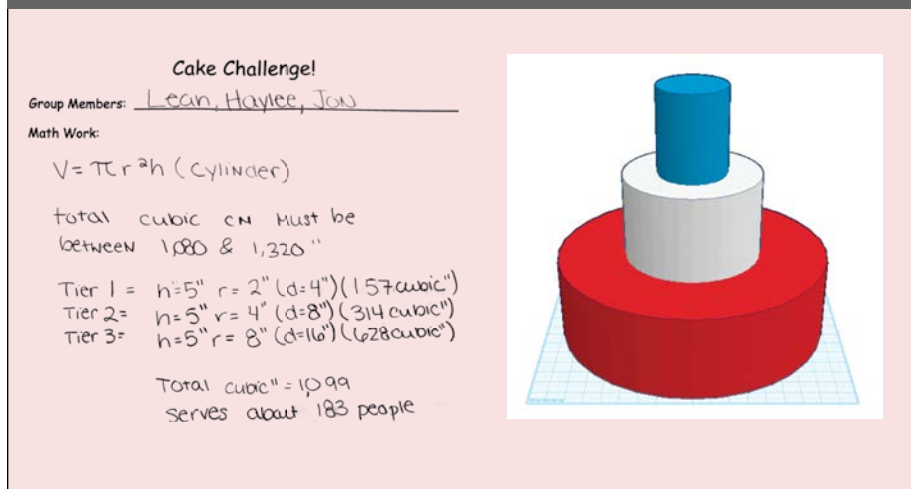 Cake Challenge!
Group Members: Lean, Haylee, Jon
Math Work:
V = πr²h (cylinder)
total cubic cn must be
between 1,080 & 1,320 "
Tier 1 = h=5" r= 2" (d=4") (157 cubic")
Tier 2= h=5" r= 4" (d=8") (314 cubic")
Tier 3= h=5" r= 8" (d=16") (628 cubic")
Total cubic" = 1,099
serves about 183 people